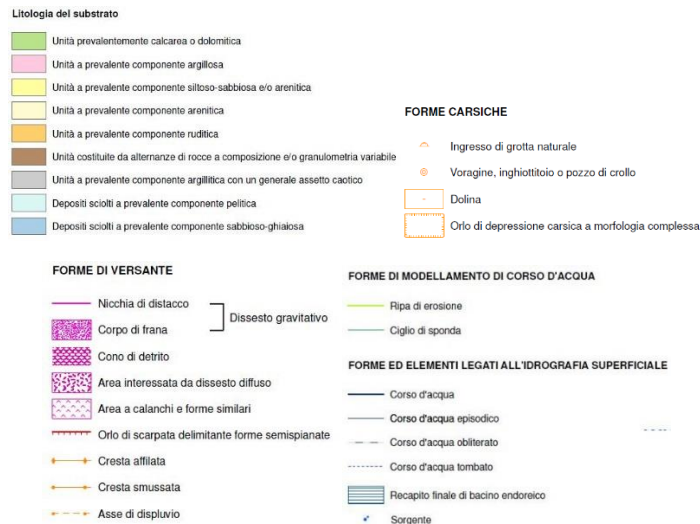 Litologia del substrato
Unità prevalentemente calcarea o dolomitica
Unità a prevalente componente argillosa
Unità a prevalente componente siltoso-sabbiosa e/o arenitica
Unità a prevalente componente arenitica
Unità a prevalente componente ruditica
Unità costituite da alternanze di rocce a composizione e/o granulometria variabile
Unità a prevalente componente argillitica con un generale assetto caotico
Depositi sciolti a prevalente componente pelitica
Depositi sciolti a prevalente componente sabbioso-ghiaiosa
FORME CARSICHE
Ingresso di grotta naturale
Voragine, inghiottitoio o pozzo di crollo
Dolina
Orlo di depressione carsica a morfologia complessa
FORME DI VERSANTE
Nicchia di distacco
Corpo di frana
Dissesto gravitativo
Cono di detrito
Area interessata da dissesto diffuso
Area a calanchi e forme similari
Orlo di scarpata delimitante forme semispianate
Cresta affilata
Cresta smussata
Asse di displuvio
FORME DI MODELLAMENTO DI CORSO D'ACQUA
Ripa di erosione
Ciglio di sponda
FORME ED ELEMENTI LEGATI ALL'IDROGRAFIA SUPERFICIALE
Corso d'acqua
Corso d'acqua episodico
Corso d'acqua obliterato
Corso d'acqua tombato
Recapito finale di bacino endoreico
Sorgente